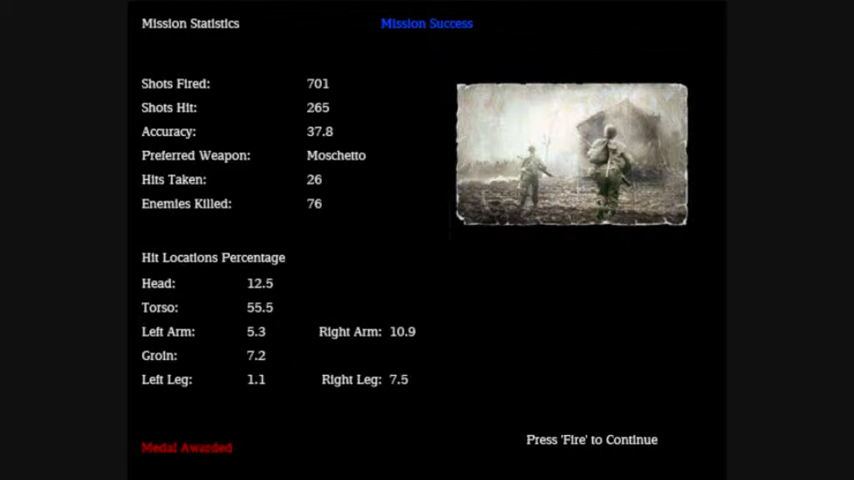 Mission Statistics Mission Success
Shots Fired: 701
Shots Hit: 265
Accuracy: 37.8
Preferred Weapon: Moschetto
Hits Taken: 26
Enemies Killed: 76
Hit Locations Percentage
Head: 12.5
Torso: 55.5
Left Arm: 5.3 Right Arm: 10.9
Groin: 7.2
Left Leg: 1.1 Right Leg: 7.5
Medal Awarded
Press 'Fire' to Continue